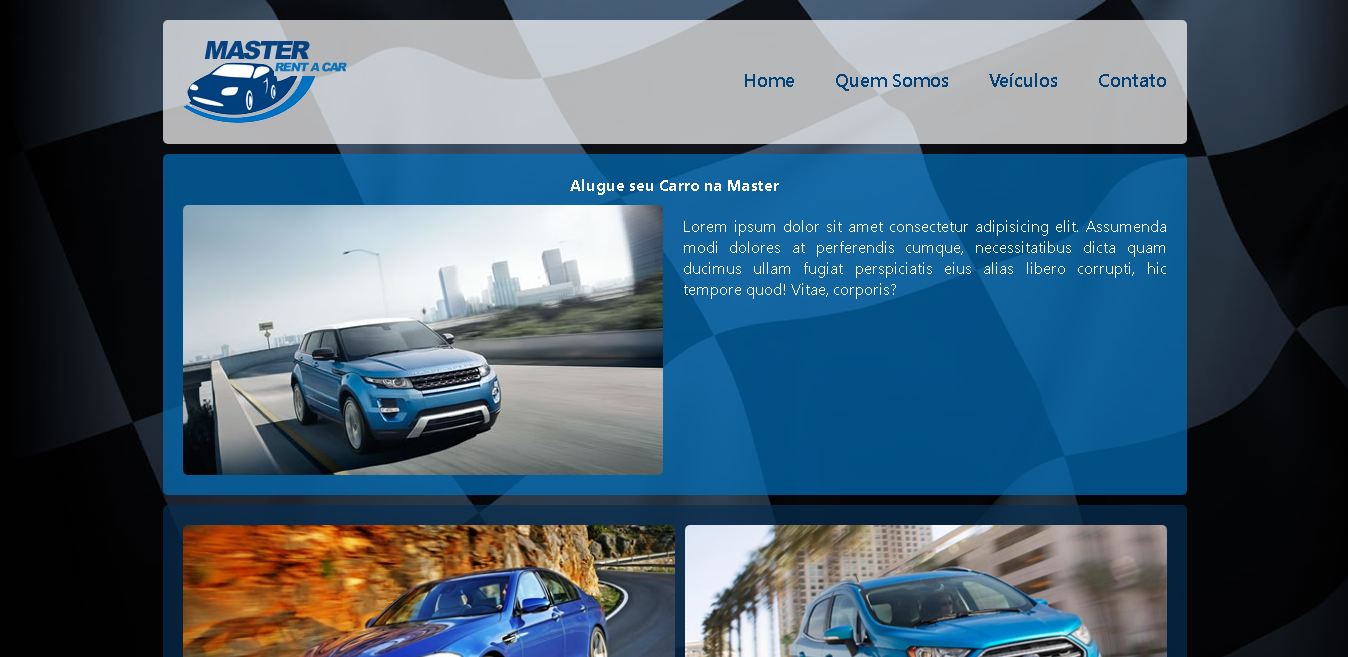 MASTER
RENT A CAR
Home Quem Somos Veículos Contato
Alugue seu Carro na Master
Lorem ipsum dolor sit amet consectetur adipisicing elit. Assumenda
modi dolores at perferendis cumque, necessitatibus dicta quam
ducimus ullam fugiat perspiciatis eius alias libero corrupti, hic
tempore quod! Vitae, corporis?